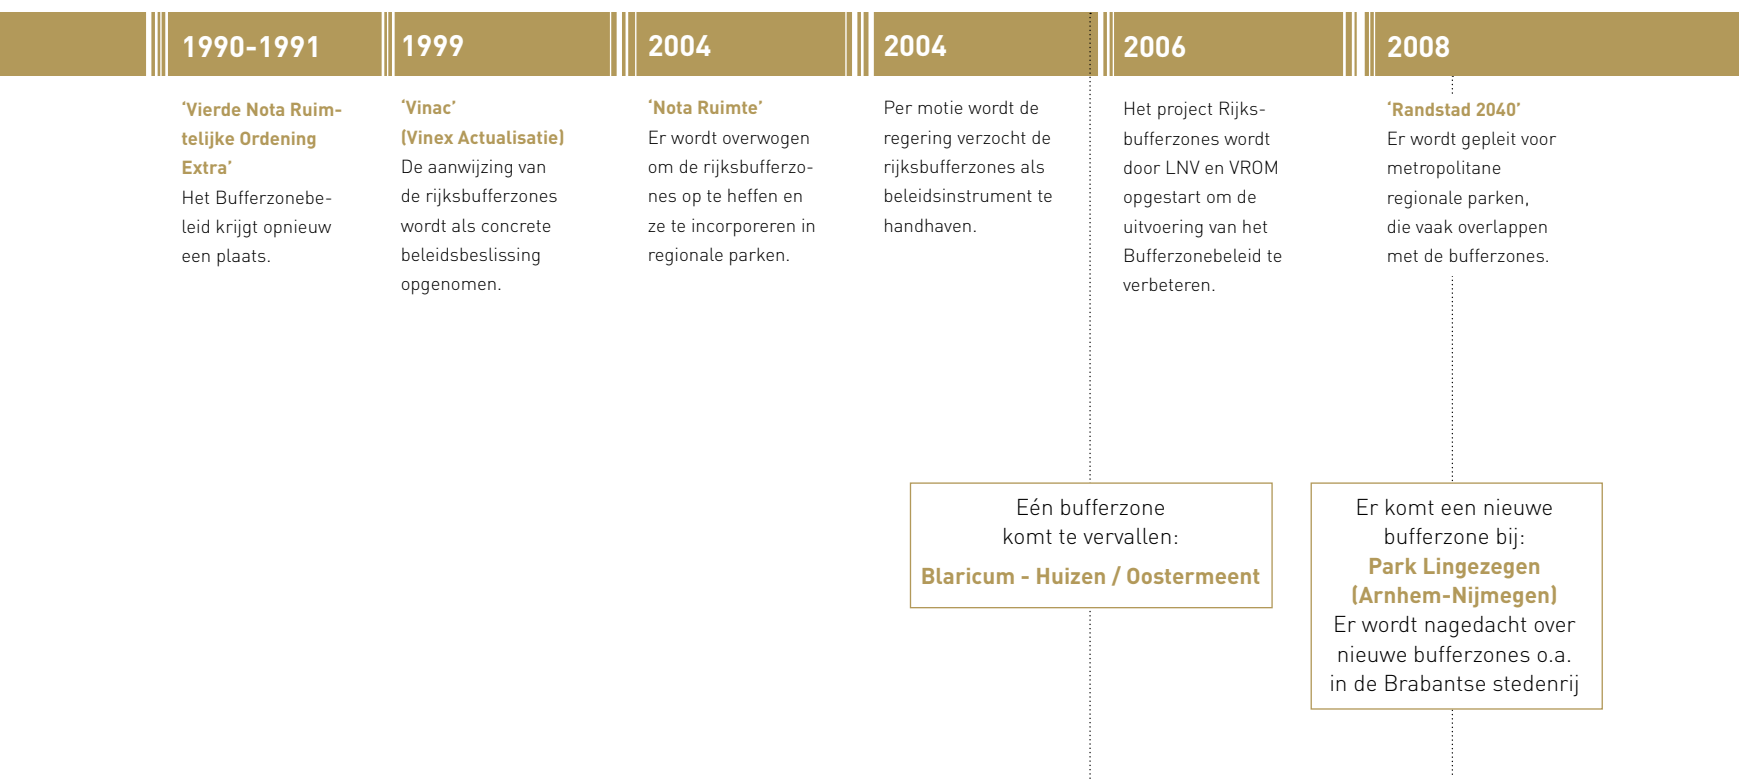 1990-1991
‘Vierde Nota Ruim-
telijke Ordening
Extra’
Het Bufferzonebe-
leid krijgt opnieuw
een plaats.
1999
‘Vinac’
(Vinex Actualisatie)
De aanwijzing van
de rijksbufferzones
wordt als concrete
beleidsbeslissing
opgenomen.
2004
‘Nota Ruimte’
Er wordt overwogen
om de rijksbufferzo-
nes op te heffen en
ze te incorporeren in
regionale parken.
2004
Per motie wordt de
regering verzocht de
rijksbufferzones als
beleidsinstrument te
handhaven.
2006
Het project Rijks-
bufferzones wordt
door LNV en VROM
opgestart om de
uitvoering van het
Bufferzonebeleid te
verbeteren.
2008
‘Randstad 2040’
Er wordt gepleit voor
metropolitane
regionale parken,
die vaak overlappen
met de bufferzones.
Eén bufferzone
komt te vervallen:
Blaricum - Huizen / Oostermeent
Er komt een nieuwe
bufferzone bij:
Park Lingezegen
(Arnhem-Nijmegen)
Er wordt nagedacht over
nieuwe bufferzones o.a.
in de Brabantse stedenrij